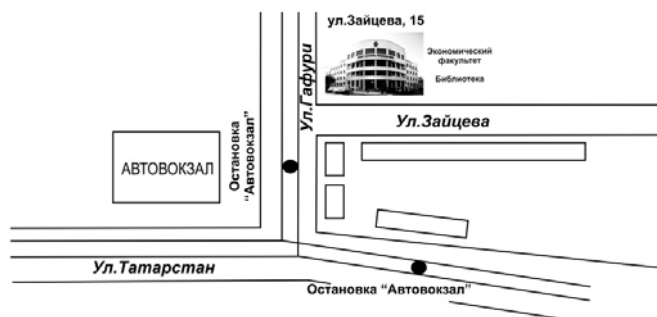 ул.Зайцева, 15
Экономический
факультет
Библиотека
Ул.Гафури
Ул.Зайцева
Остановка
"Автовокзал"
АВТОВОКЗАЛ
Ул.Татарстан
Остановка "Автовокзал"